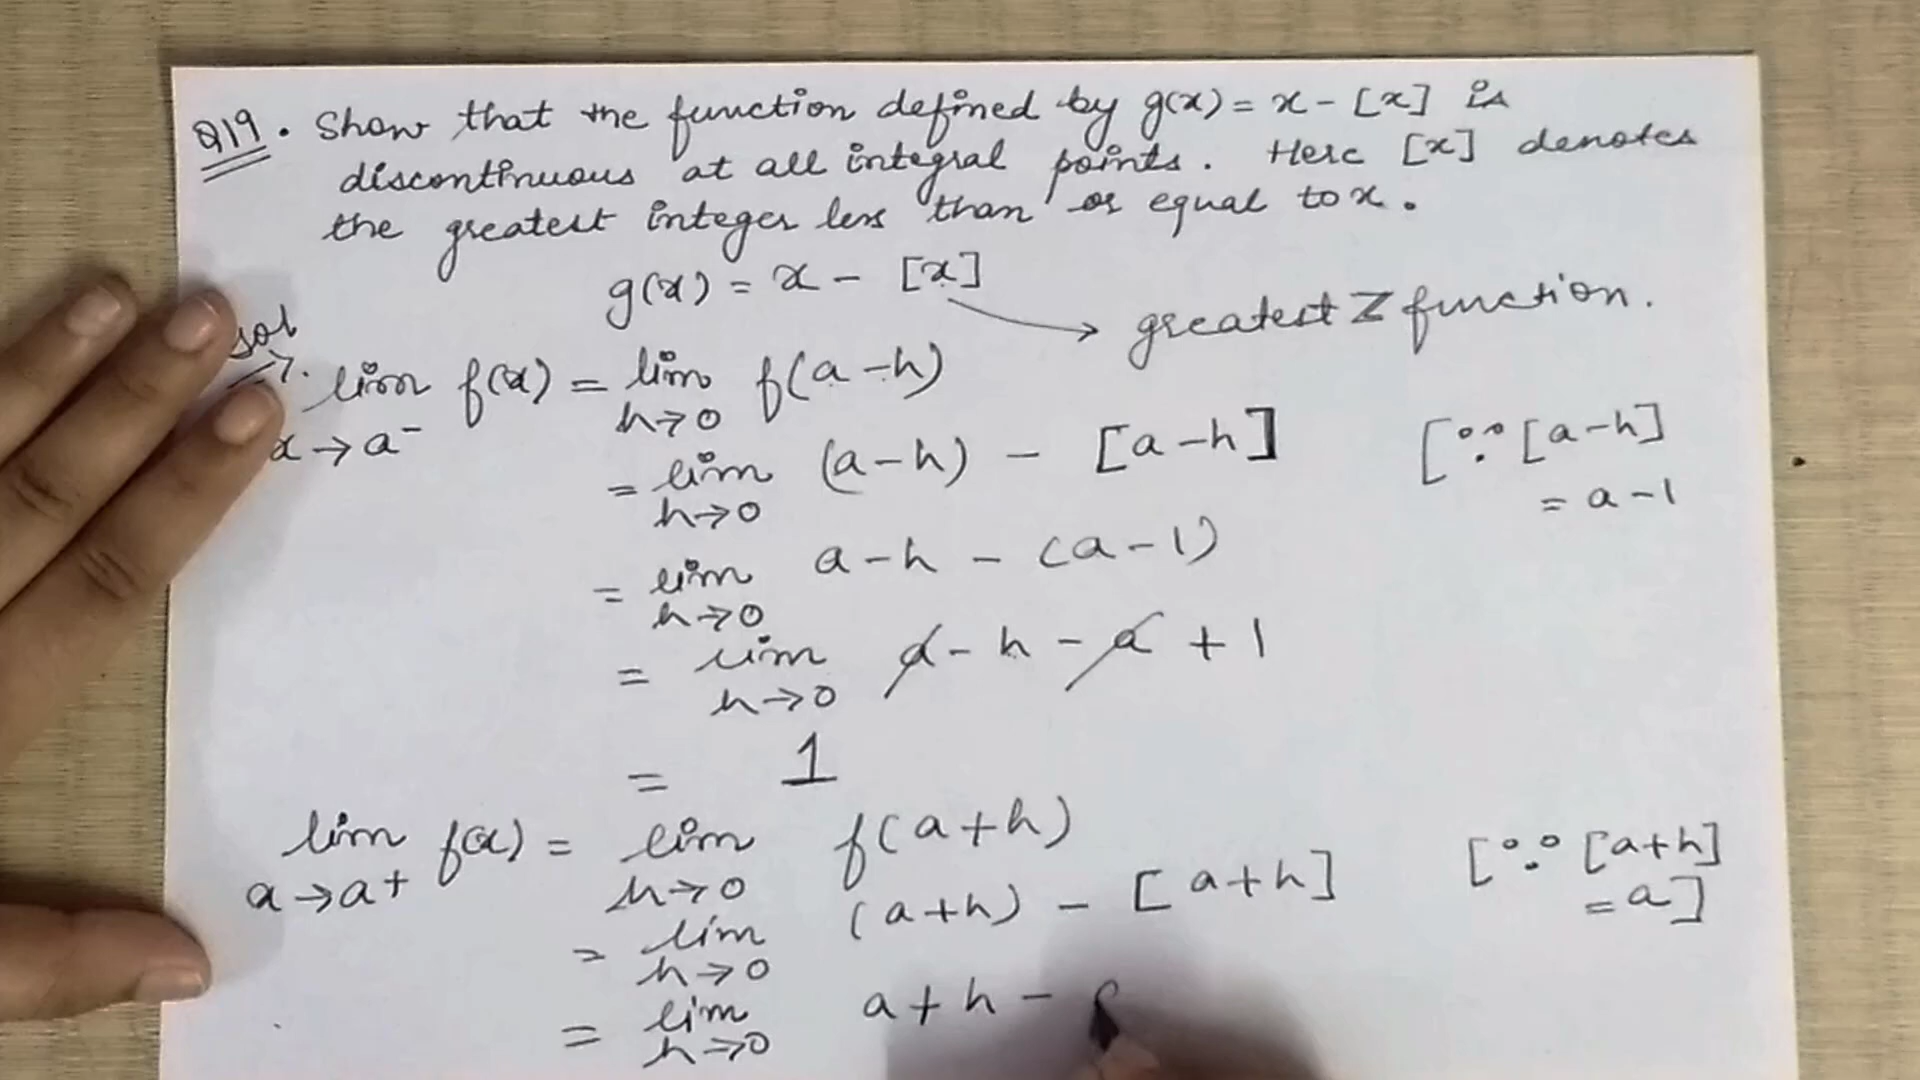 Q19. Show that the function defined by g(x) = x - [x] is
discontinuous at all integral points. Here [x] denotes
the greatest integer less than or equal to x.
g(x) = x - [x] → greatest Z function.
Sol →.
lim f(x) = lim f(a-h)
x→a⁻ h→0
= lim (a-h) - [a-h] [∵ [a-h]
h→0 = a-1
= lim a-h - (a-1)
h→0
= lim a - h - a + 1
h→0
= 1
lim f(x) = lim f(a+h)
a→a+ h→0
= lim (a+h) - [a+h] [∵ [a+h]
h→0 = a]
= lim a+h -
h→0